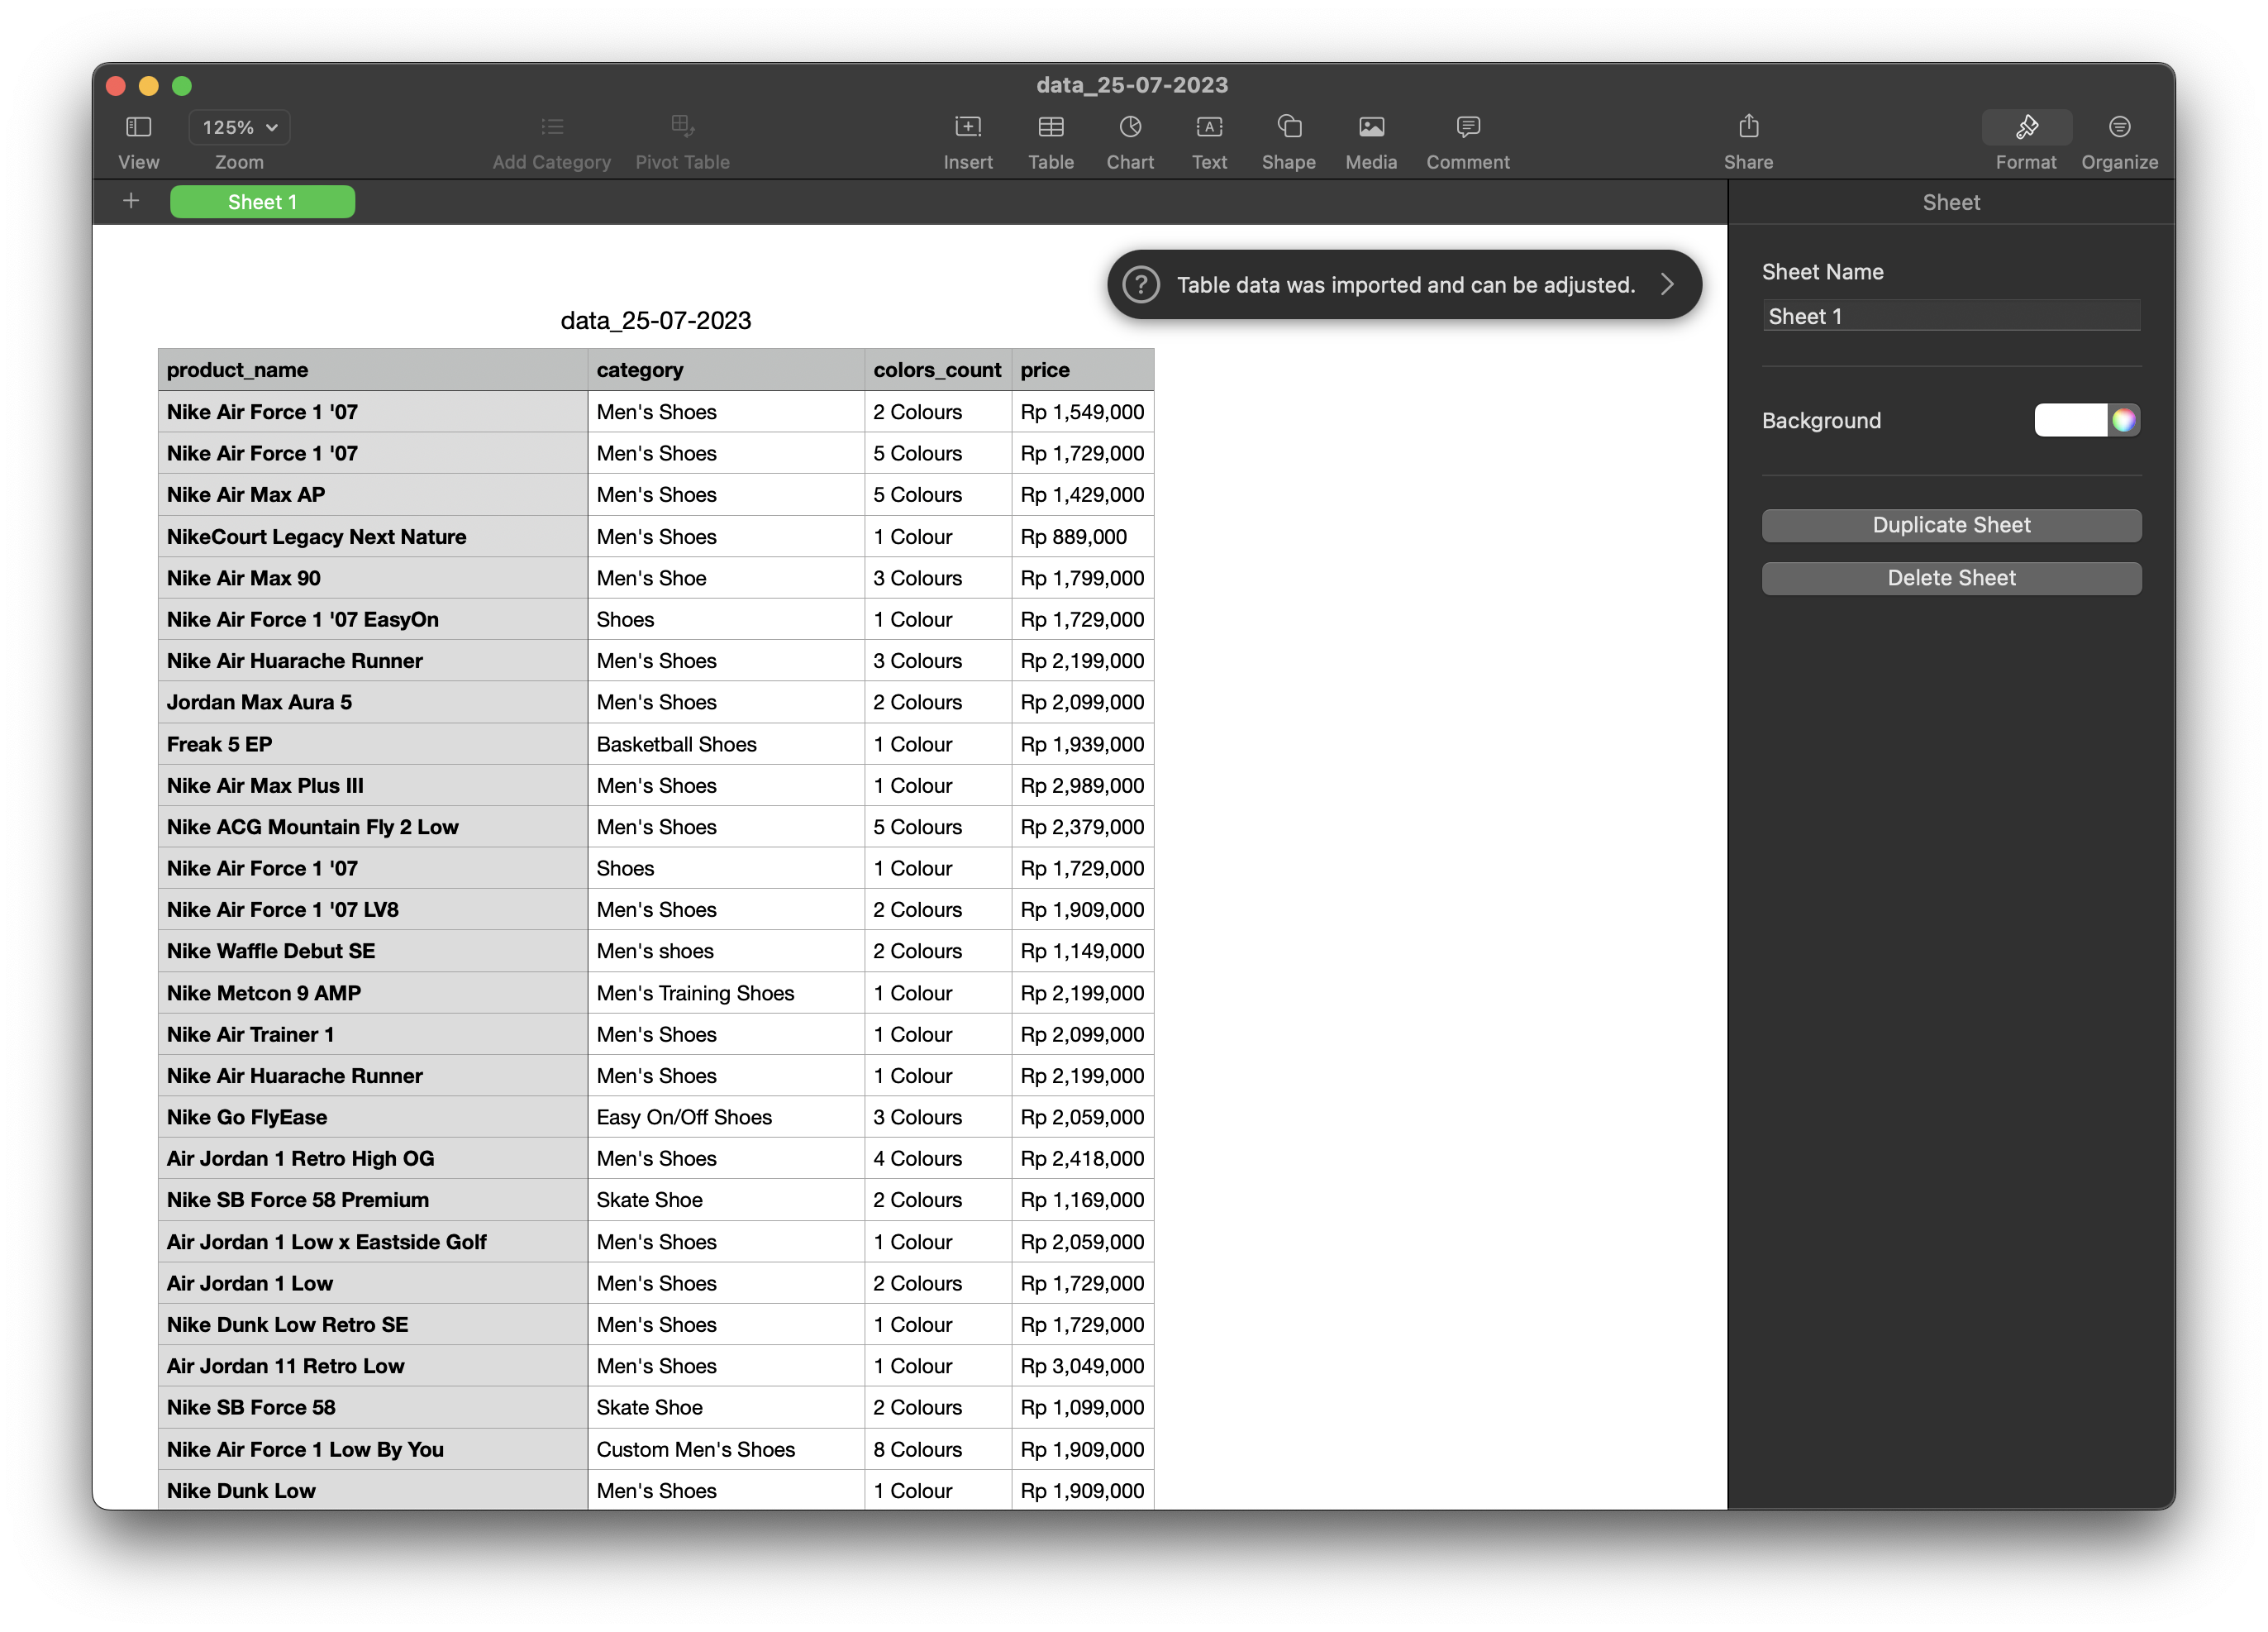 data_25-07-2023
125%
View Zoom Add Category Pivot Table Insert Table Chart Text Shape Media Comment Share Format Organize
Sheet 1
Sheet
Table data was imported and can be adjusted.
Sheet Name
Sheet 1
Background
Duplicate Sheet
Delete Sheet
data_25-07-2023
product_name category colors_count price
Nike Air Force 1 '07 Men's Shoes 2 Colours Rp 1,549,000
Nike Air Force 1 '07 Men's Shoes 5 Colours Rp 1,729,000
Nike Air Max AP Men's Shoes 5 Colours Rp 1,429,000
NikeCourt Legacy Next Nature Men's Shoes 1 Colour Rp 889,000
Nike Air Max 90 Men's Shoe 3 Colours Rp 1,799,000
Nike Air Force 1 '07 EasyOn Shoes 1 Colour Rp 1,729,000
Nike Air Huarache Runner Men's Shoes 3 Colours Rp 2,199,000
Jordan Max Aura 5 Men's Shoes 2 Colours Rp 2,099,000
Freak 5 EP Basketball Shoes 1 Colour Rp 1,939,000
Nike Air Max Plus III Men's Shoes 1 Colour Rp 2,989,000
Nike ACG Mountain Fly 2 Low Men's Shoes 5 Colours Rp 2,379,000
Nike Air Force 1 '07 Shoes 1 Colour Rp 1,729,000
Nike Air Force 1 '07 LV8 Men's Shoes 2 Colours Rp 1,909,000
Nike Waffle Debut SE Men's shoes 2 Colours Rp 1,149,000
Nike Metcon 9 AMP Men's Training Shoes 1 Colour Rp 2,199,000
Nike Air Trainer 1 Men's Shoes 1 Colour Rp 2,099,000
Nike Air Huarache Runner Men's Shoes 1 Colour Rp 2,199,000
Nike Go FlyEase Easy On/Off Shoes 3 Colours Rp 2,059,000
Air Jordan 1 Retro High OG Men's Shoes 4 Colours Rp 2,418,000
Nike SB Force 58 Premium Skate Shoe 2 Colours Rp 1,169,000
Air Jordan 1 Low x Eastside Golf Men's Shoes 1 Colour Rp 2,059,000
Air Jordan 1 Low Men's Shoes 2 Colours Rp 1,729,000
Nike Dunk Low Retro SE Men's Shoes 1 Colour Rp 1,729,000
Air Jordan 11 Retro Low Men's Shoes 1 Colour Rp 3,049,000
Nike SB Force 58 Skate Shoe 2 Colours Rp 1,099,000
Nike Air Force 1 Low By You Custom Men's Shoes 8 Colours Rp 1,909,000
Nike Dunk Low Men's Shoes 1 Colour Rp 1,909,000